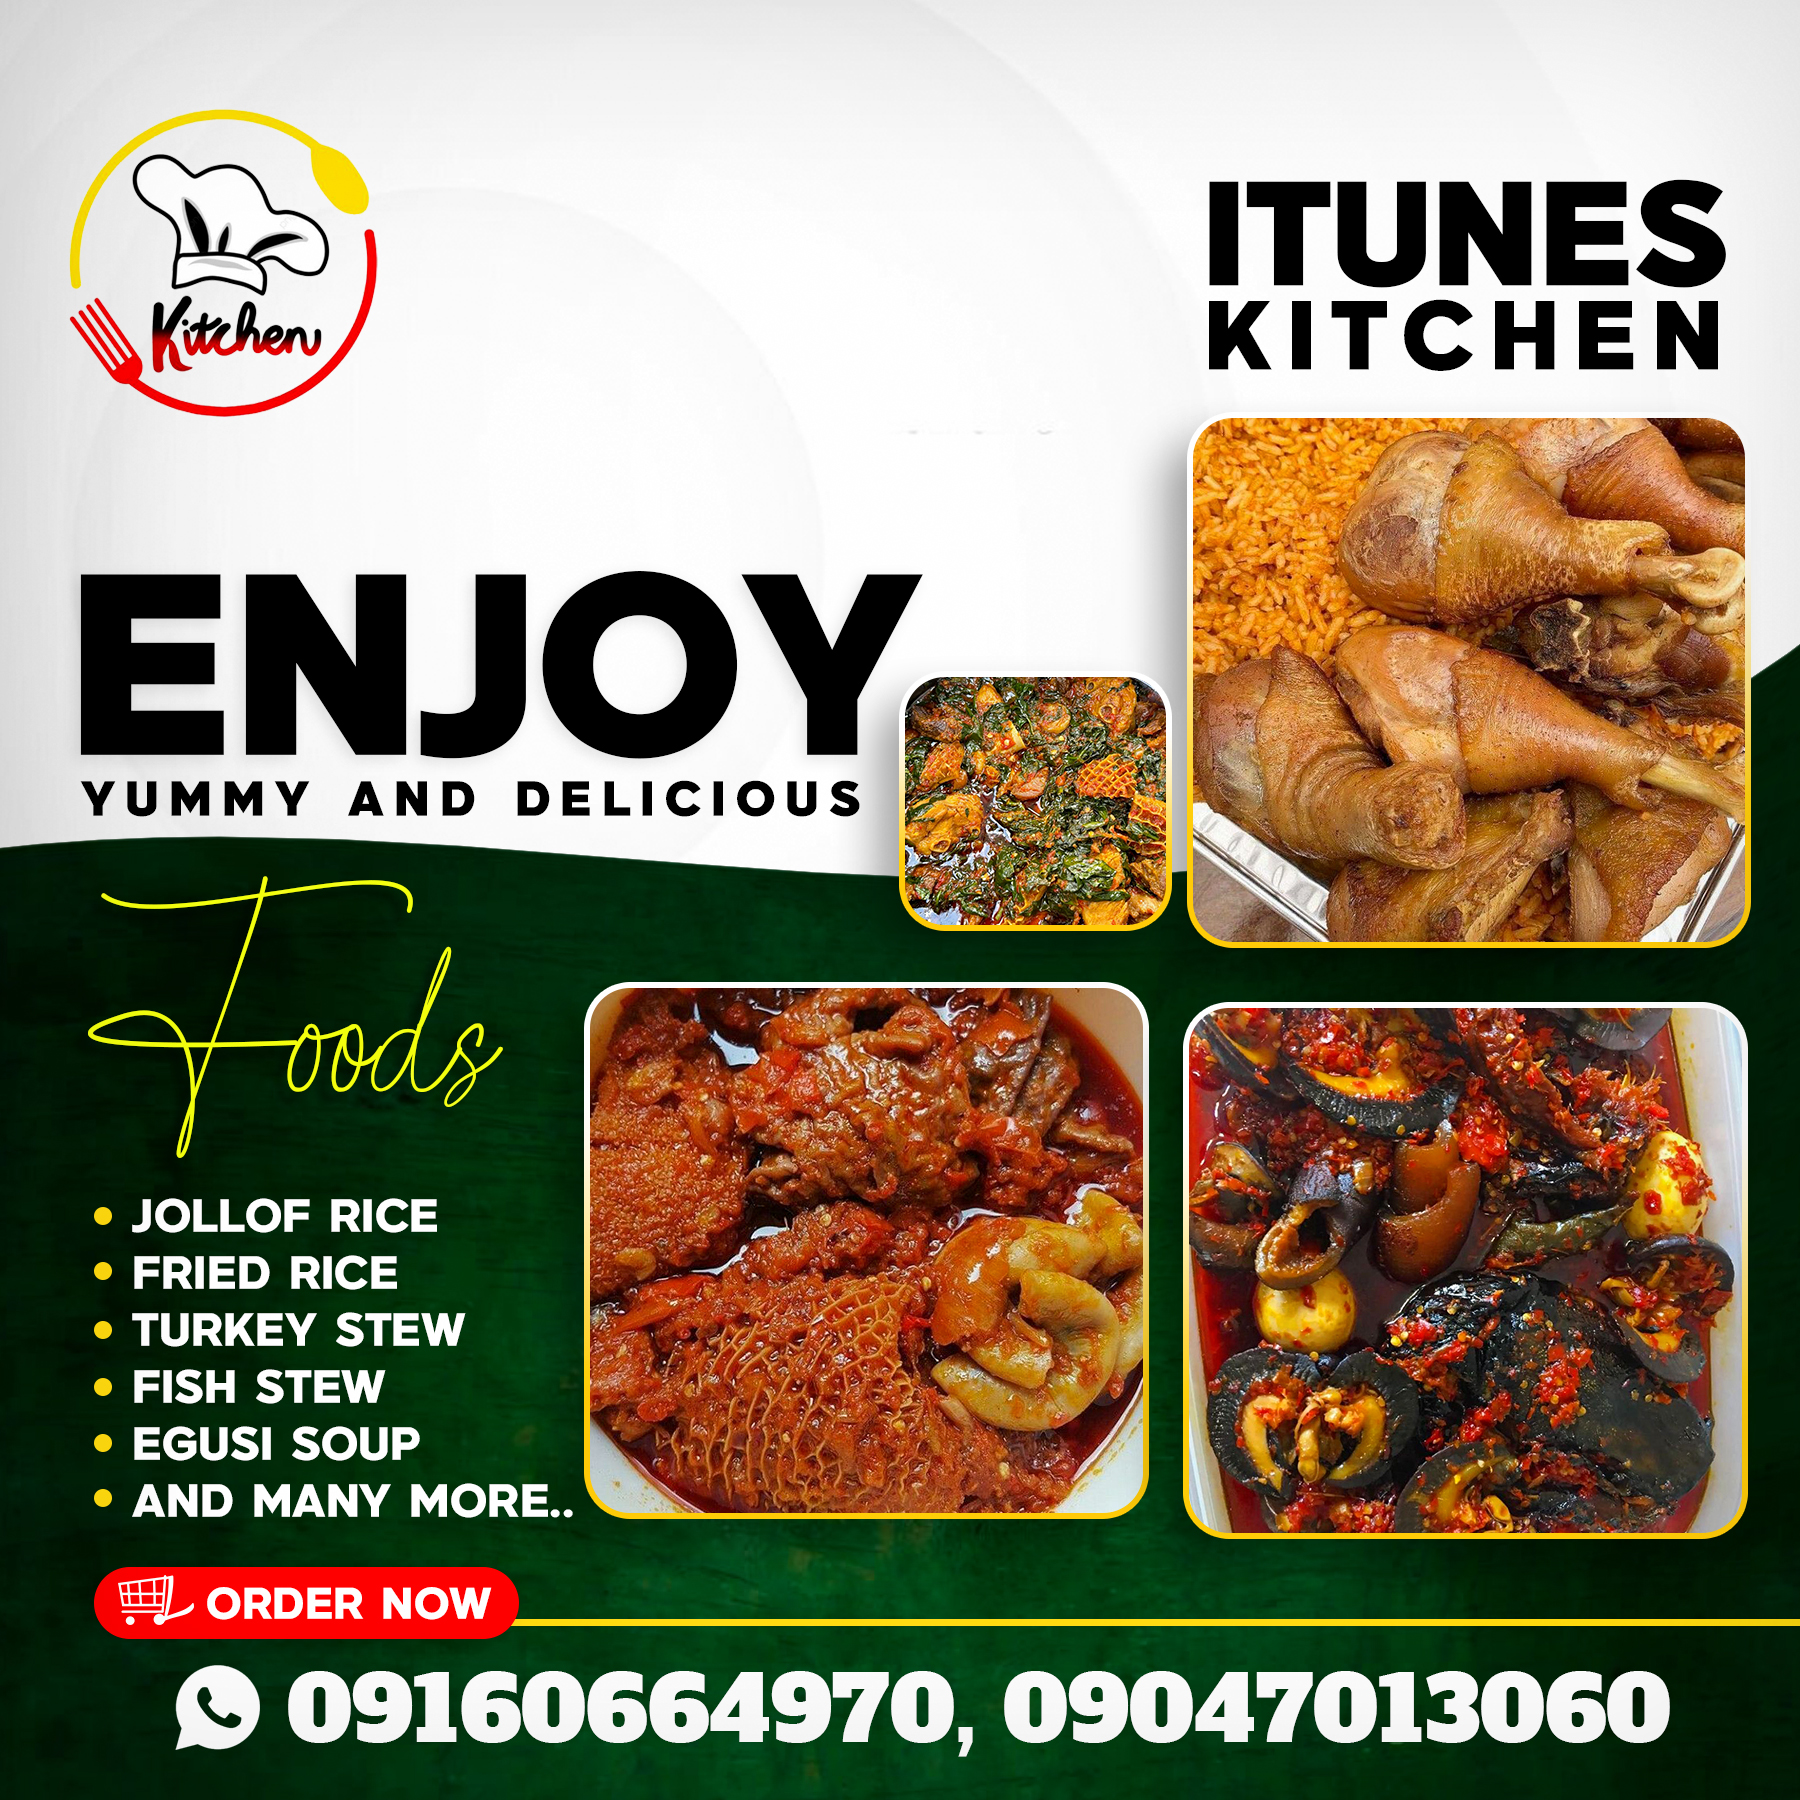 Kitchen
ITUNES
KITCHEN
ENJOY
YUMMY AND DELICIOUS
Foods
JOLLOF RICE
FRIED RICE
TURKEY STEW
FISH STEW
EGUSI SOUP
AND MANY MORE..
ORDER NOW
09160664970, 09047013060